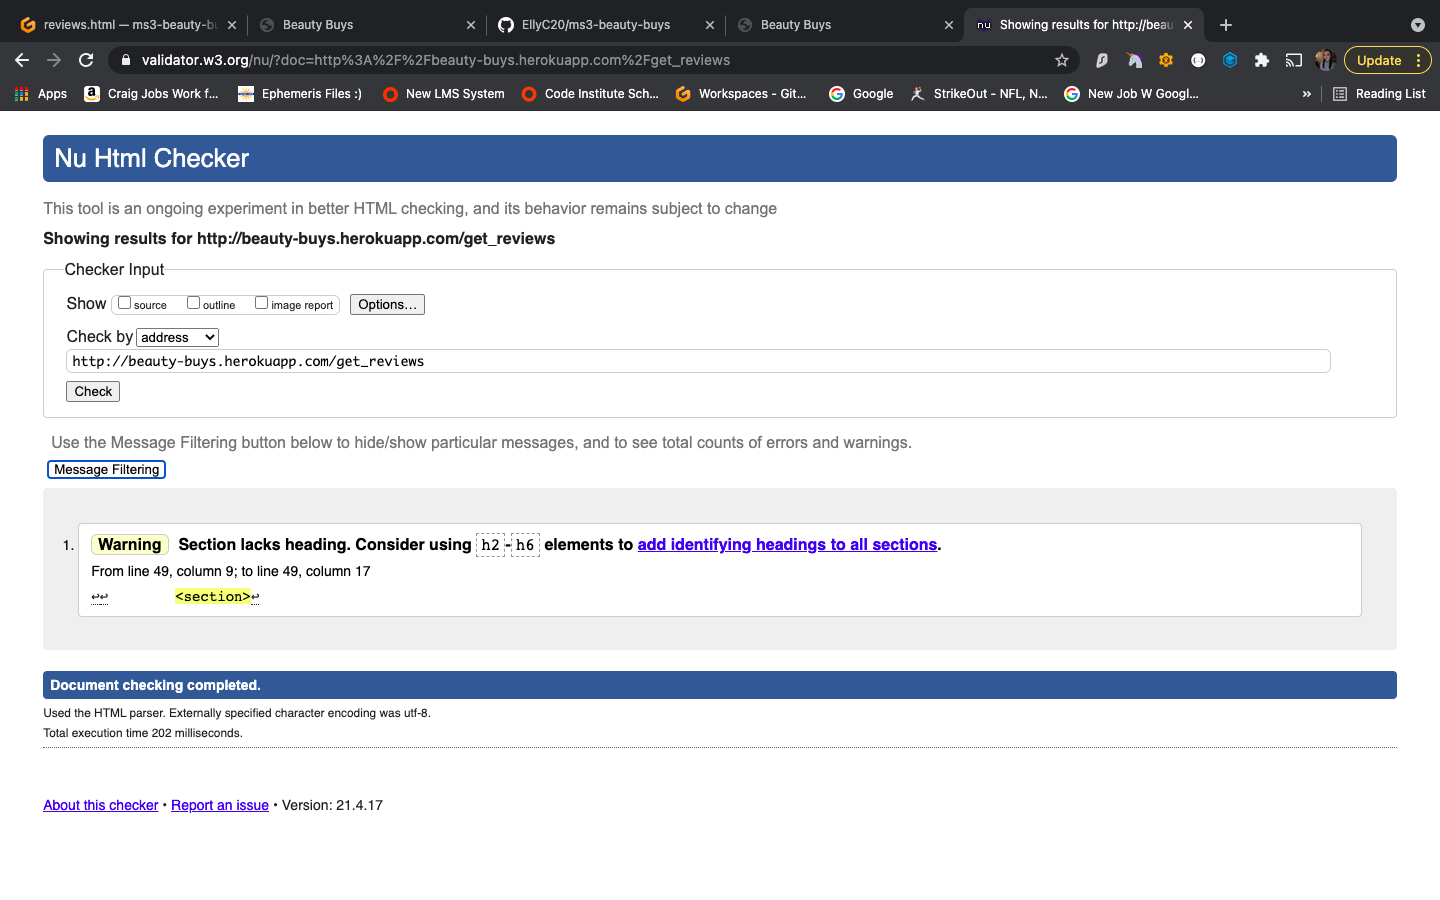 reviews.html — ms3-beauty-bu
Beauty Buys
EllyC20/ms3-beauty-buys
Beauty Buys
Showing results for http://beau
validator.w3.org/nu/?doc=http%3A%2F%2Fbeauty-buys.herokuapp.com%2Fget_reviews
Update
Apps
Craig Jobs Work f...
Ephemeris Files :)
New LMS System
Code Institute Sch...
Workspaces - Git...
Google
StrikeOut - NFL, N...
New Job W Googl...
»
Reading List
Nu Html Checker
This tool is an ongoing experiment in better HTML checking, and its behavior remains subject to change
Showing results for http://beauty-buys.herokuapp.com/get_reviews
Checker Input
Show source outline image report Options...
Check by address
http://beauty-buys.herokuapp.com/get_reviews
Check
Use the Message Filtering button below to hide/show particular messages, and to see total counts of errors and warnings.
Message Filtering
1. Warning Section lacks heading. Consider using h2-h6 elements to add identifying headings to all sections.
From line 49, column 9; to line 49, column 17
↩↩ <section>↩
Document checking completed.
Used the HTML parser. Externally specified character encoding was utf-8.
Total execution time 202 milliseconds.
About this checker • Report an issue • Version: 21.4.17